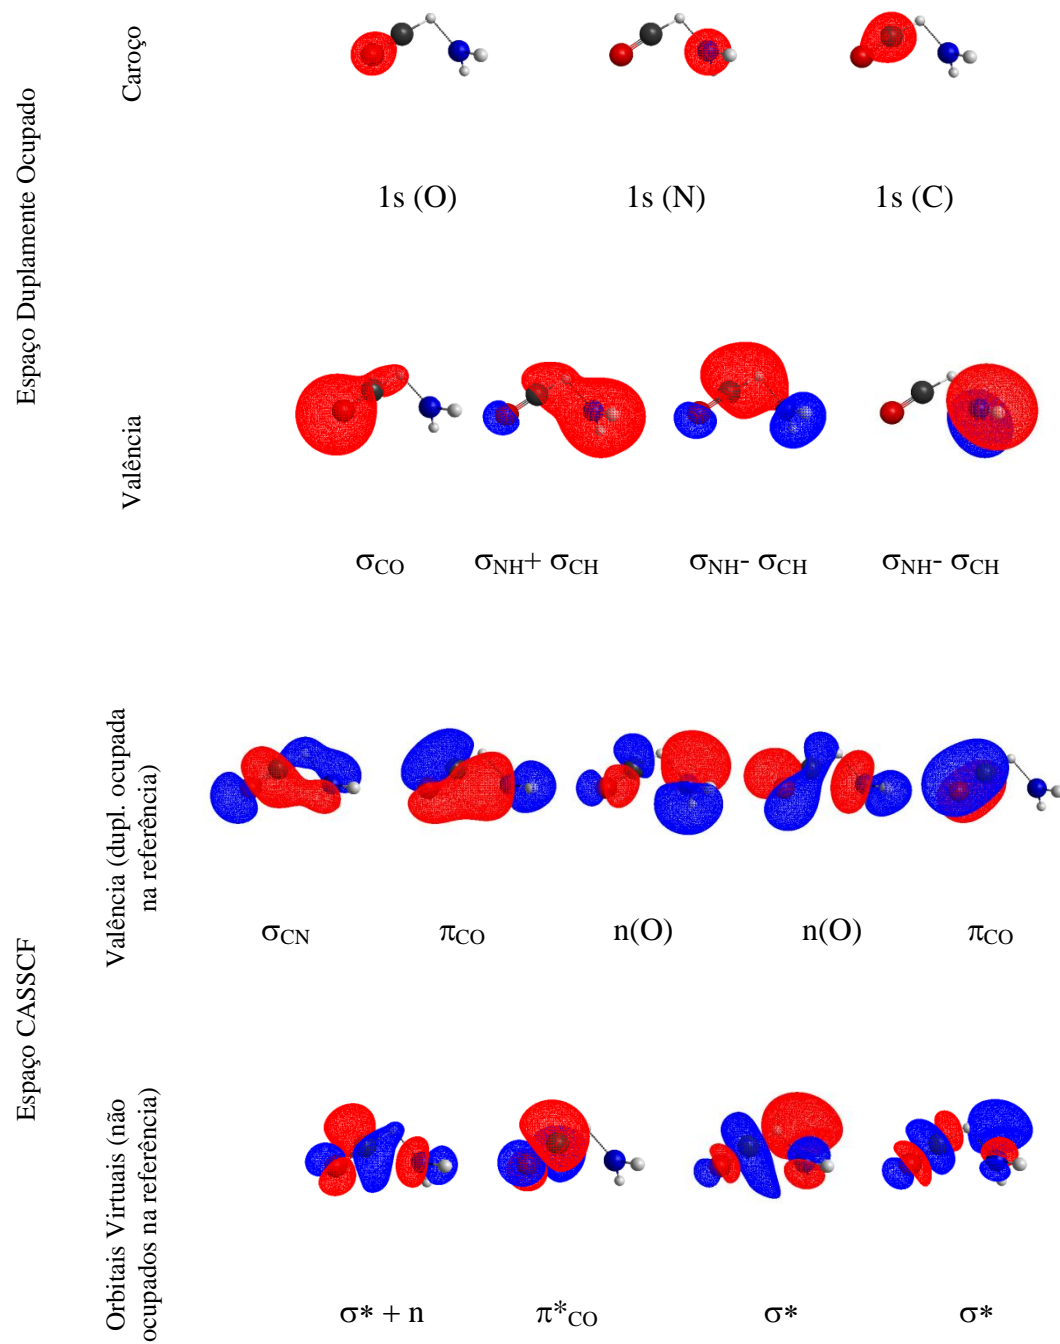 Espaço Duplamente Ocupado
Caroço
1s (O)
1s (N)
1s (C)
Valência
σCO
σNH+ σCH
σNH- σCH
σNH- σCH
Espaço CASSCF
Valência (dupl. ocupada
na referência)
σCN
πCO
n(O)
n(O)
πCO
Orbitais Virtuais (não
ocupados na referência)
σ* + n
π*CO
σ*
σ*